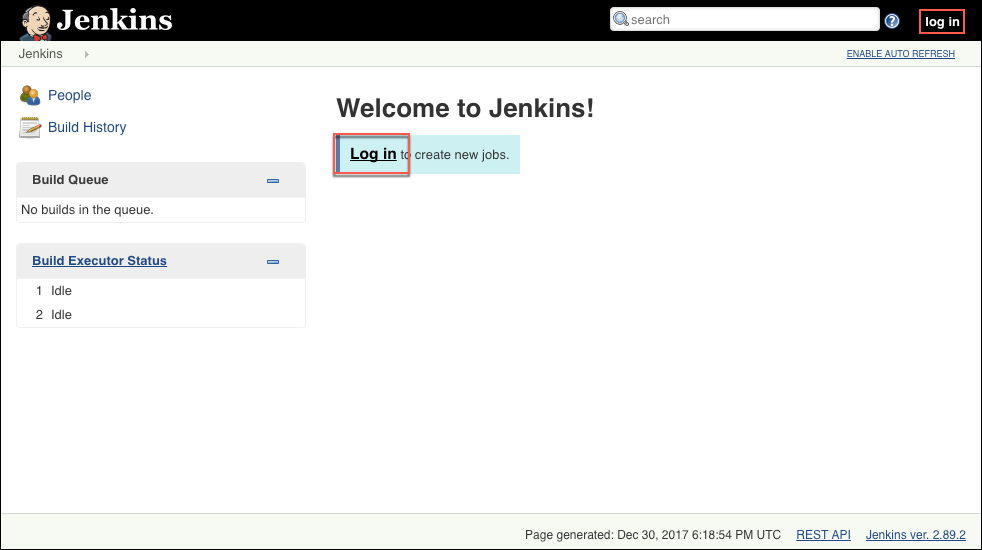 Jenkins
search
log in
Jenkins
ENABLE AUTO REFRESH
People
Build History
Build Queue
No builds in the queue.
Build Executor Status
1 Idle
2 Idle
Welcome to Jenkins!
Log in to create new jobs.
Page generated: Dec 30, 2017 6:18:54 PM UTC REST API Jenkins ver. 2.89.2